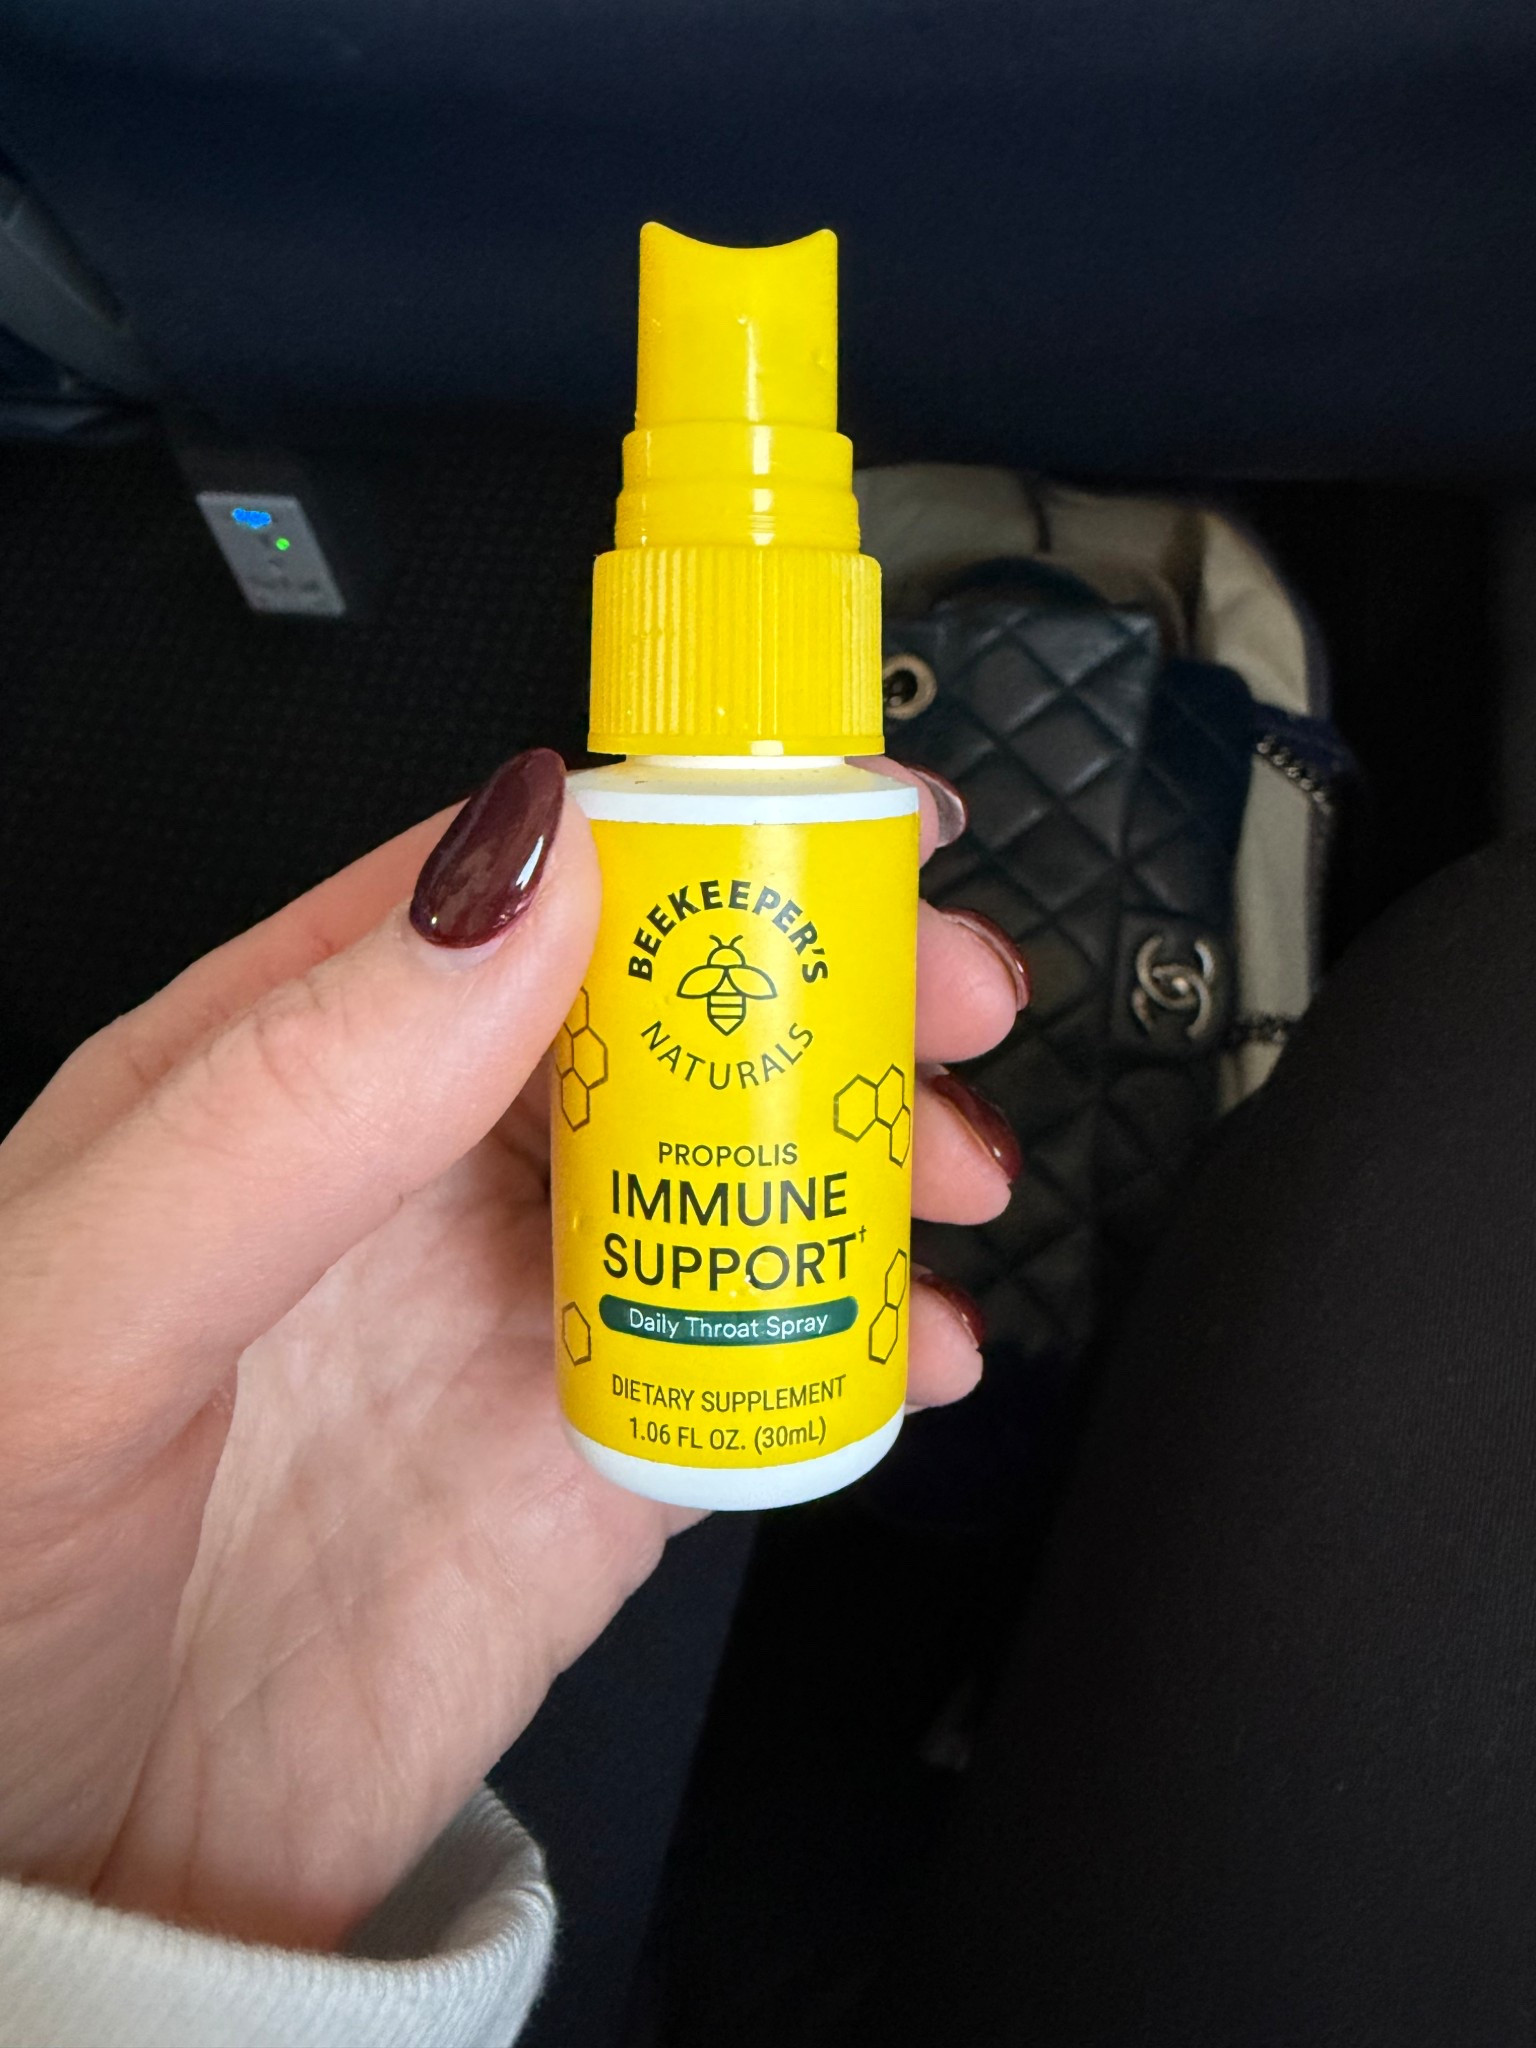 BEEKEEPER'S
NATURALS
PROPOLIS
IMMUNE
SUPPORT†
Daily Throat Spray
DIETARY SUPPLEMENT
1.06 FL OZ. (30mL)